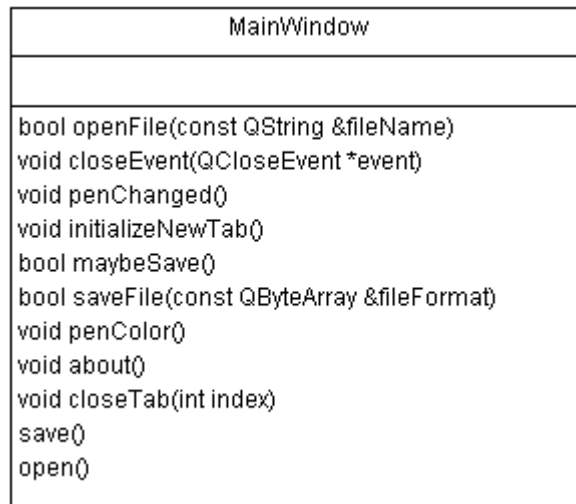 MainWindow
bool openFile(const QString &fileName)
void closeEvent(QCloseEvent *event)
void penChanged()
void initializeNewTab()
bool maybeSave()
bool saveFile(const QByteArray &fileFormat)
void penColor()
void about()
void closeTab(int index)
save()
open()